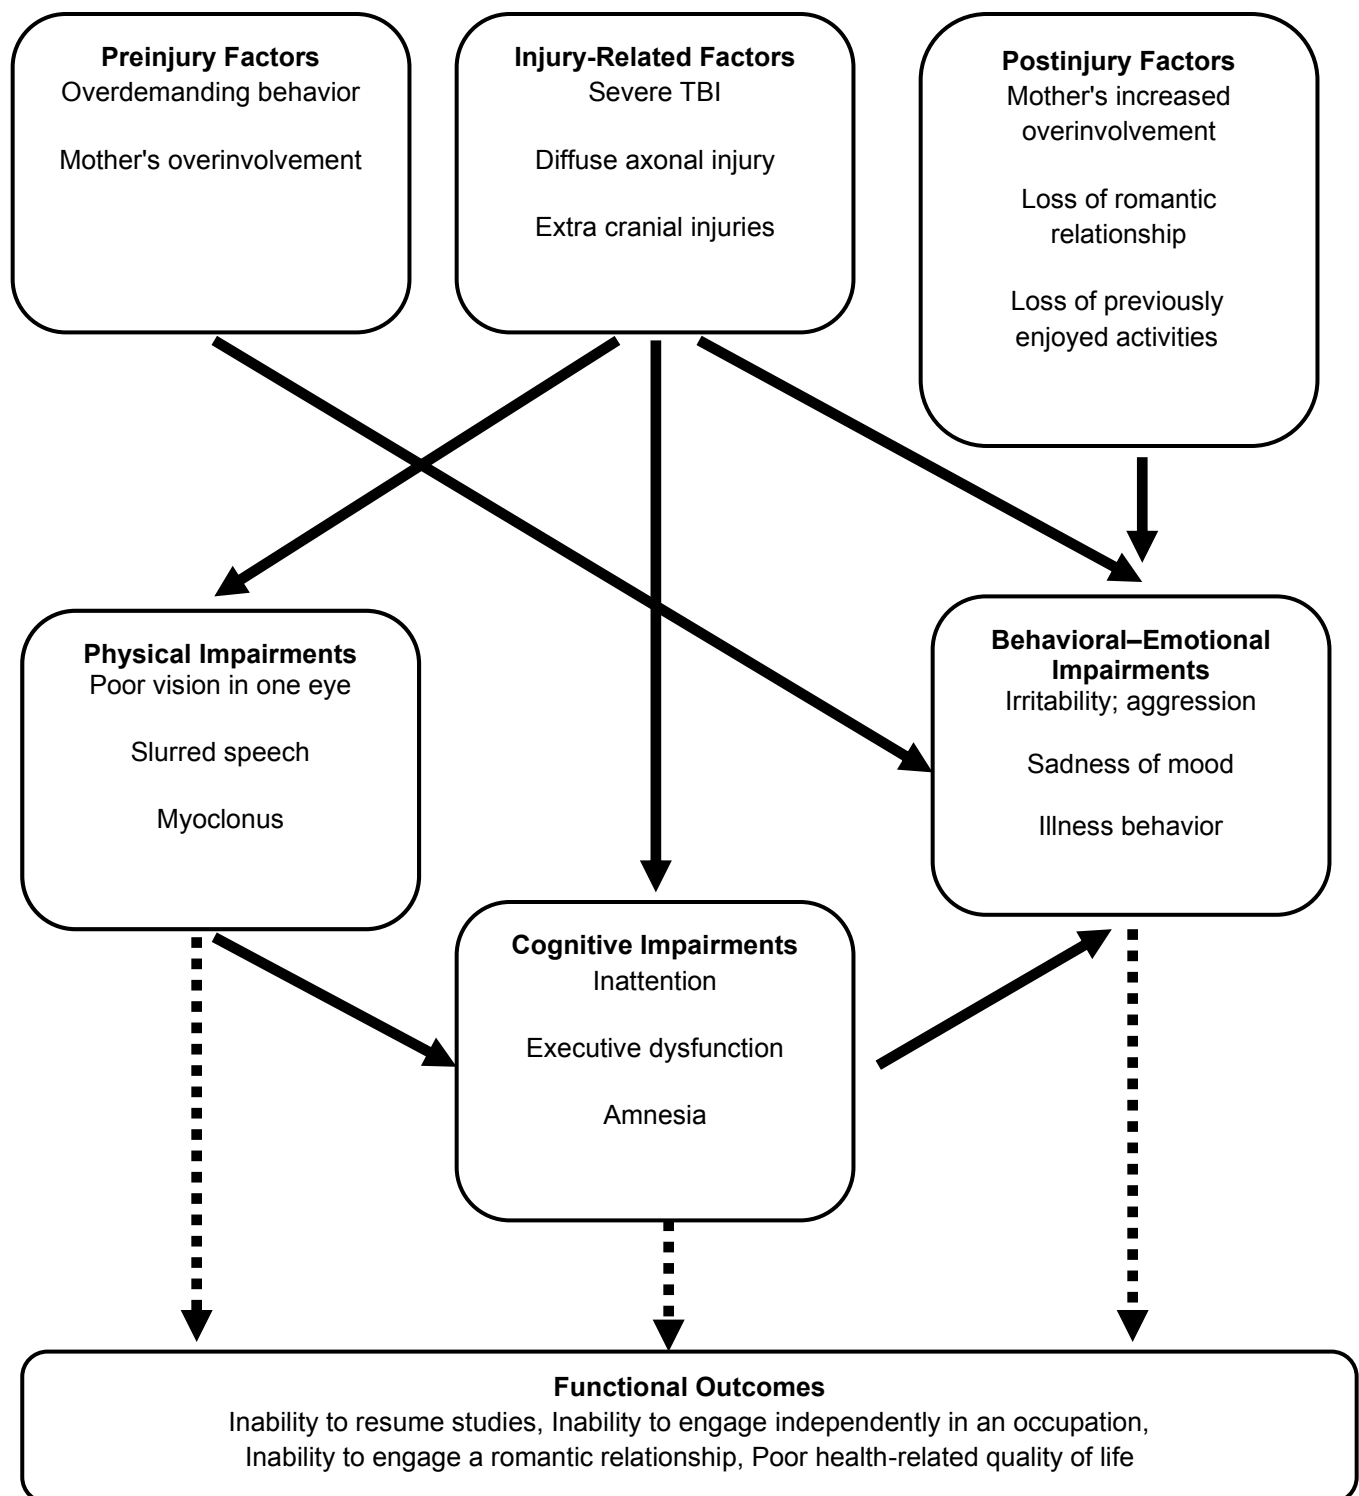 Preinjury Factors
Overdemanding behavior
Mother's overinvolvement
Injury-Related Factors
Severe TBI
Diffuse axonal injury
Extra cranial injuries
Postinjury Factors
Mother's increased
overinvolvement
Loss of romantic
relationship
Loss of previously
enjoyed activities
Physical Impairments
Poor vision in one eye
Slurred speech
Myoclonus
Cognitive Impairments
Inattention
Executive dysfunction
Amnesia
Behavioral–Emotional
Impairments
Irritability; aggression
Sadness of mood
Illness behavior
Functional Outcomes
Inability to resume studies, Inability to engage independently in an occupation,
Inability to engage a romantic relationship, Poor health-related quality of life